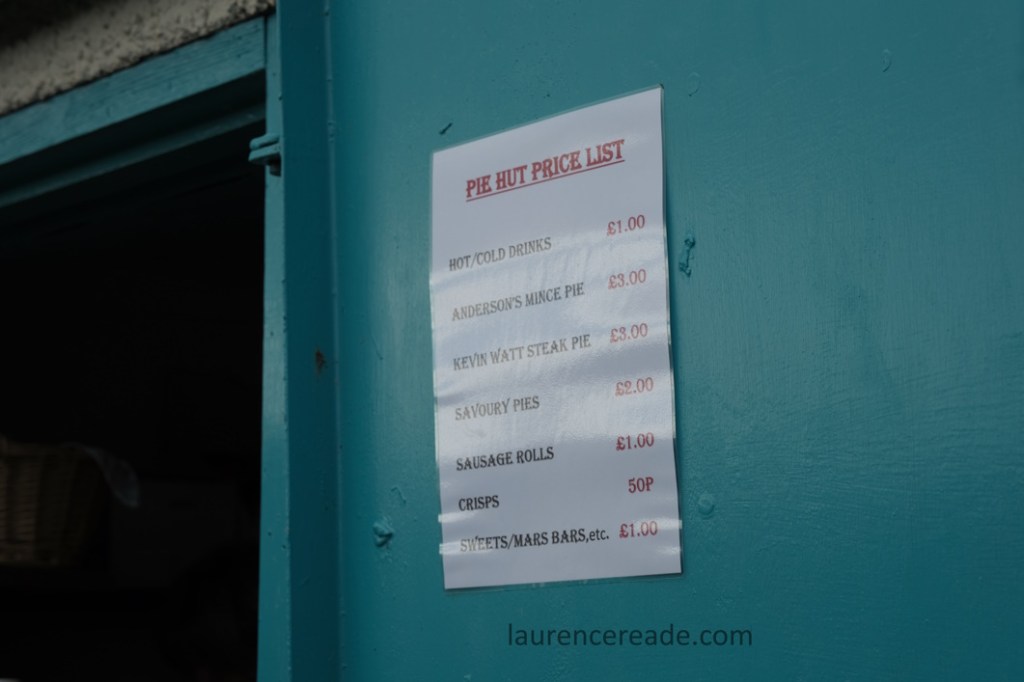 PIE HUT PRICE LIST
HOT/COLD DRINKS £1.00
ANDERSON'S MINCE PIE £3.00
KEVIN WATT STEAK PIE £3.00
SAVOURY PIES £2.00
SAUSAGE ROLLS £1.00
CRISPS 50P
SWEETS/MARS BARS,etc. £1.00
laurencereade.com